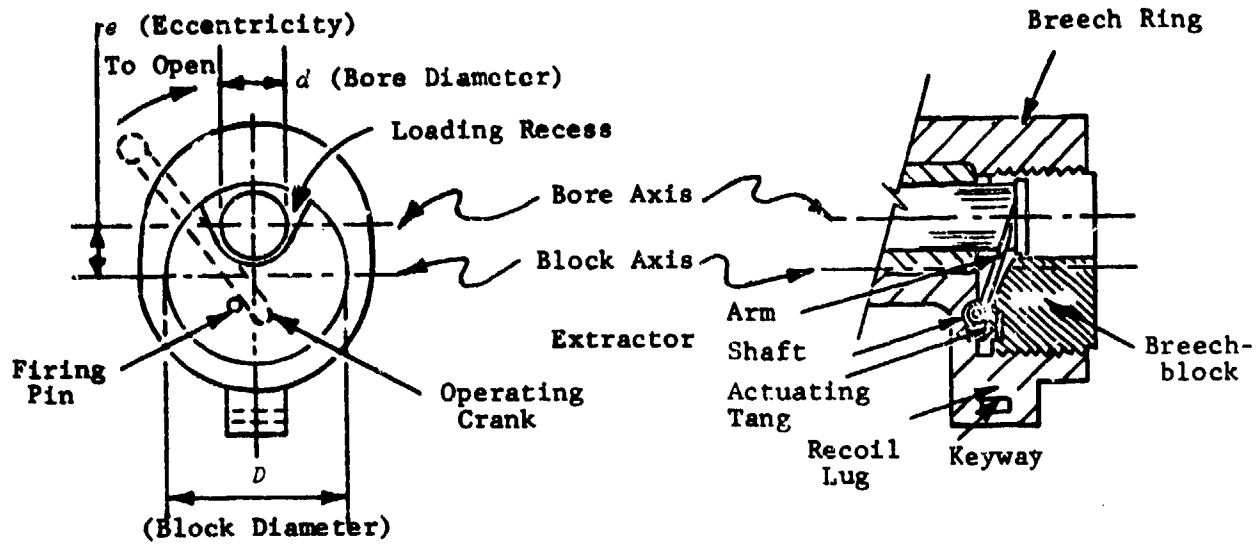 e (Eccentricity)
To Open
d (Bore Diameter)
Loading Recess
Bore Axis
Block Axis
Firing
Pin
Operating
Crank
D
(Block Diameter)
Breech Ring
Extractor
Arm
Shaft
Actuating
Tang
Recoil
Lug
Keyway
Breech-
block